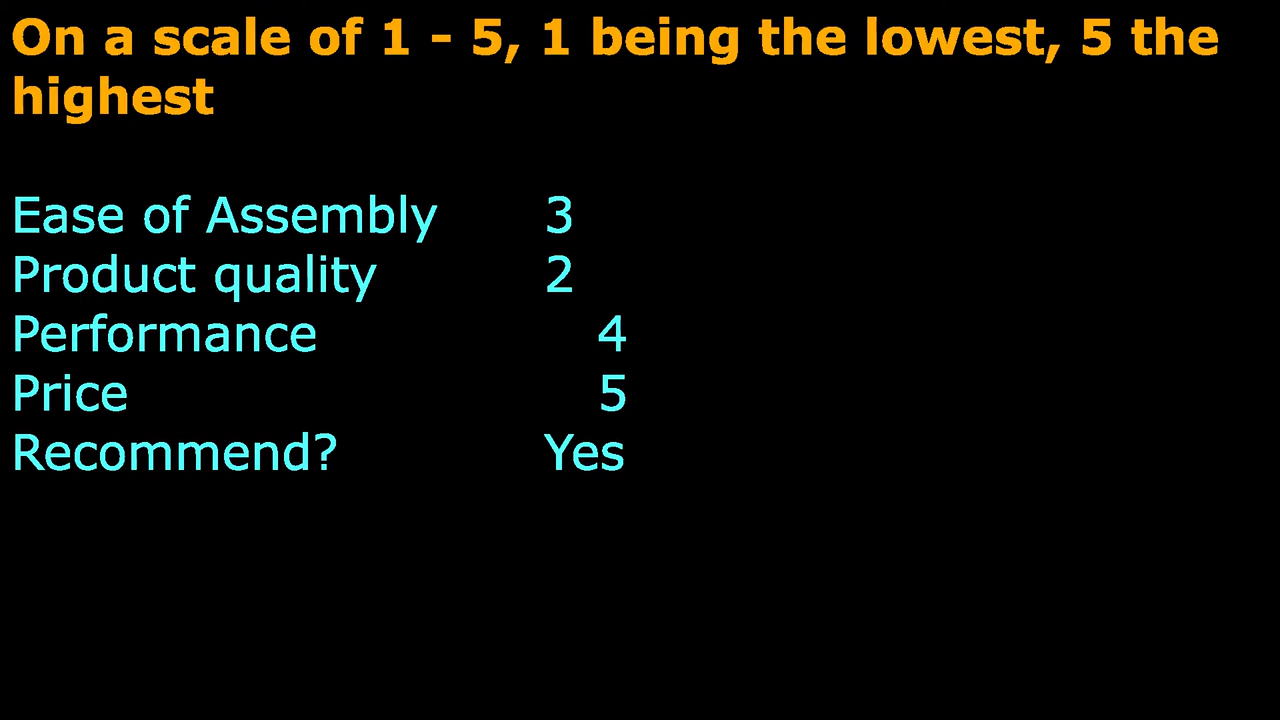 On a scale of 1 - 5, 1 being the lowest, 5 the
highest
Ease of Assembly 3
Product quality 2
Performance 4
Price 5
Recommend? Yes